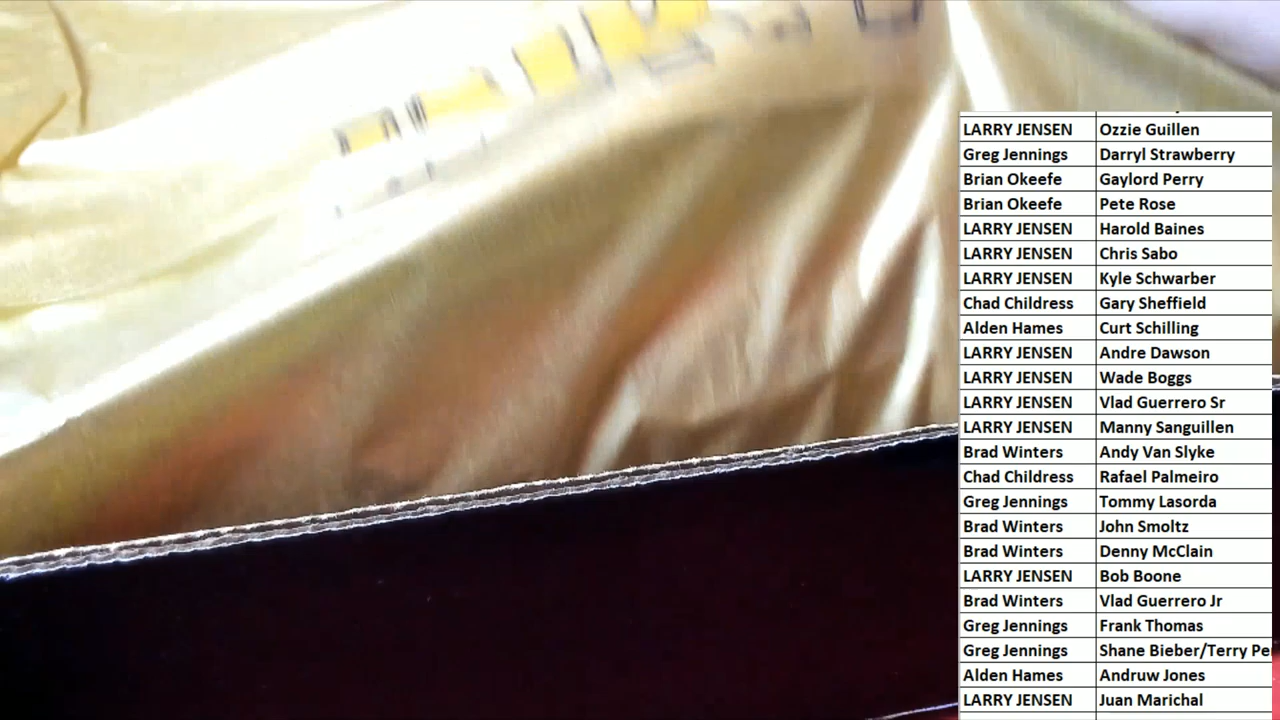 LARRY JENSEN Ozzie Guillen
Greg Jennings Darryl Strawberry
Brian Okeefe Gaylord Perry
Brian Okeefe Pete Rose
LARRY JENSEN Harold Baines
LARRY JENSEN Chris Sabo
LARRY JENSEN Kyle Schwarber
Chad Childress Gary Sheffield
Alden Hames Curt Schilling
LARRY JENSEN Andre Dawson
LARRY JENSEN Wade Boggs
LARRY JENSEN Vlad Guerrero Sr
LARRY JENSEN Manny Sanguillen
Brad Winters Andy Van Slyke
Chad Childress Rafael Palmeiro
Greg Jennings Tommy Lasorda
Brad Winters John Smoltz
Brad Winters Denny McClain
LARRY JENSEN Bob Boone
Brad Winters Vlad Guerrero Jr
Greg Jennings Frank Thomas
Greg Jennings Shane Bieber/Terry Pe
Alden Hames Andruw Jones
LARRY JENSEN Juan Marichal